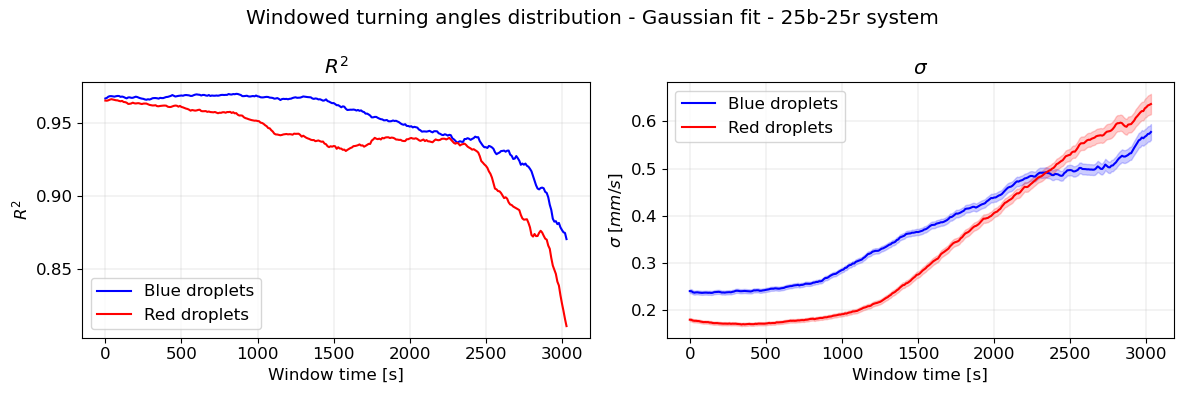 Windowed turning angles distribution - Gaussian fit - 25b-25r system
R²
R²
0.95
0.90
0.85
Blue droplets
Red droplets
0 500 1000 1500 2000 2500 3000
Window time [s]
σ
σ [mm/s]
0.6
0.5
0.4
0.3
0.2
Blue droplets
Red droplets
0 500 1000 1500 2000 2500 3000
Window time [s]